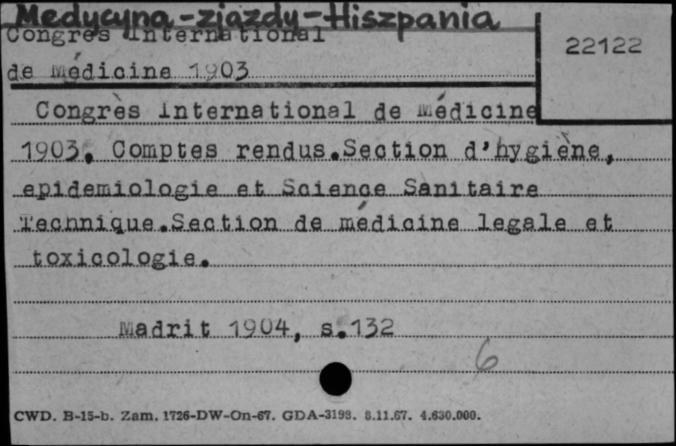 Medycyna-zjazdy-Hiszpania
Congrés International
de Médicine 1903
22122
Congrès International de Médicine
1903. Comptes rendus.Section d'hygiène,
epidemiologie et Science Sanitaire
Technique.Section de médicine legale et
toxicologie.
Madrit 1904, s.132
6
CWD. B-15-b. Zam. 1726-DW-On-67. GDA-3198. 8.11.67. 4.630.000.